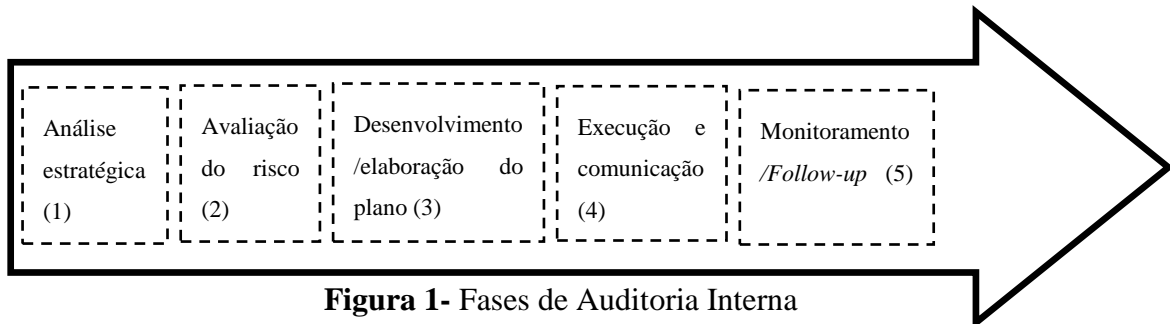 Análise
estratégica
(1)
Avaliação
do risco
(2)
Desenvolvimento
/elaboração do
plano (3)
Execução e
comunicação
(4)
Monitoramento
/Follow-up (5)
Figura 1- Fases de Auditoria Interna